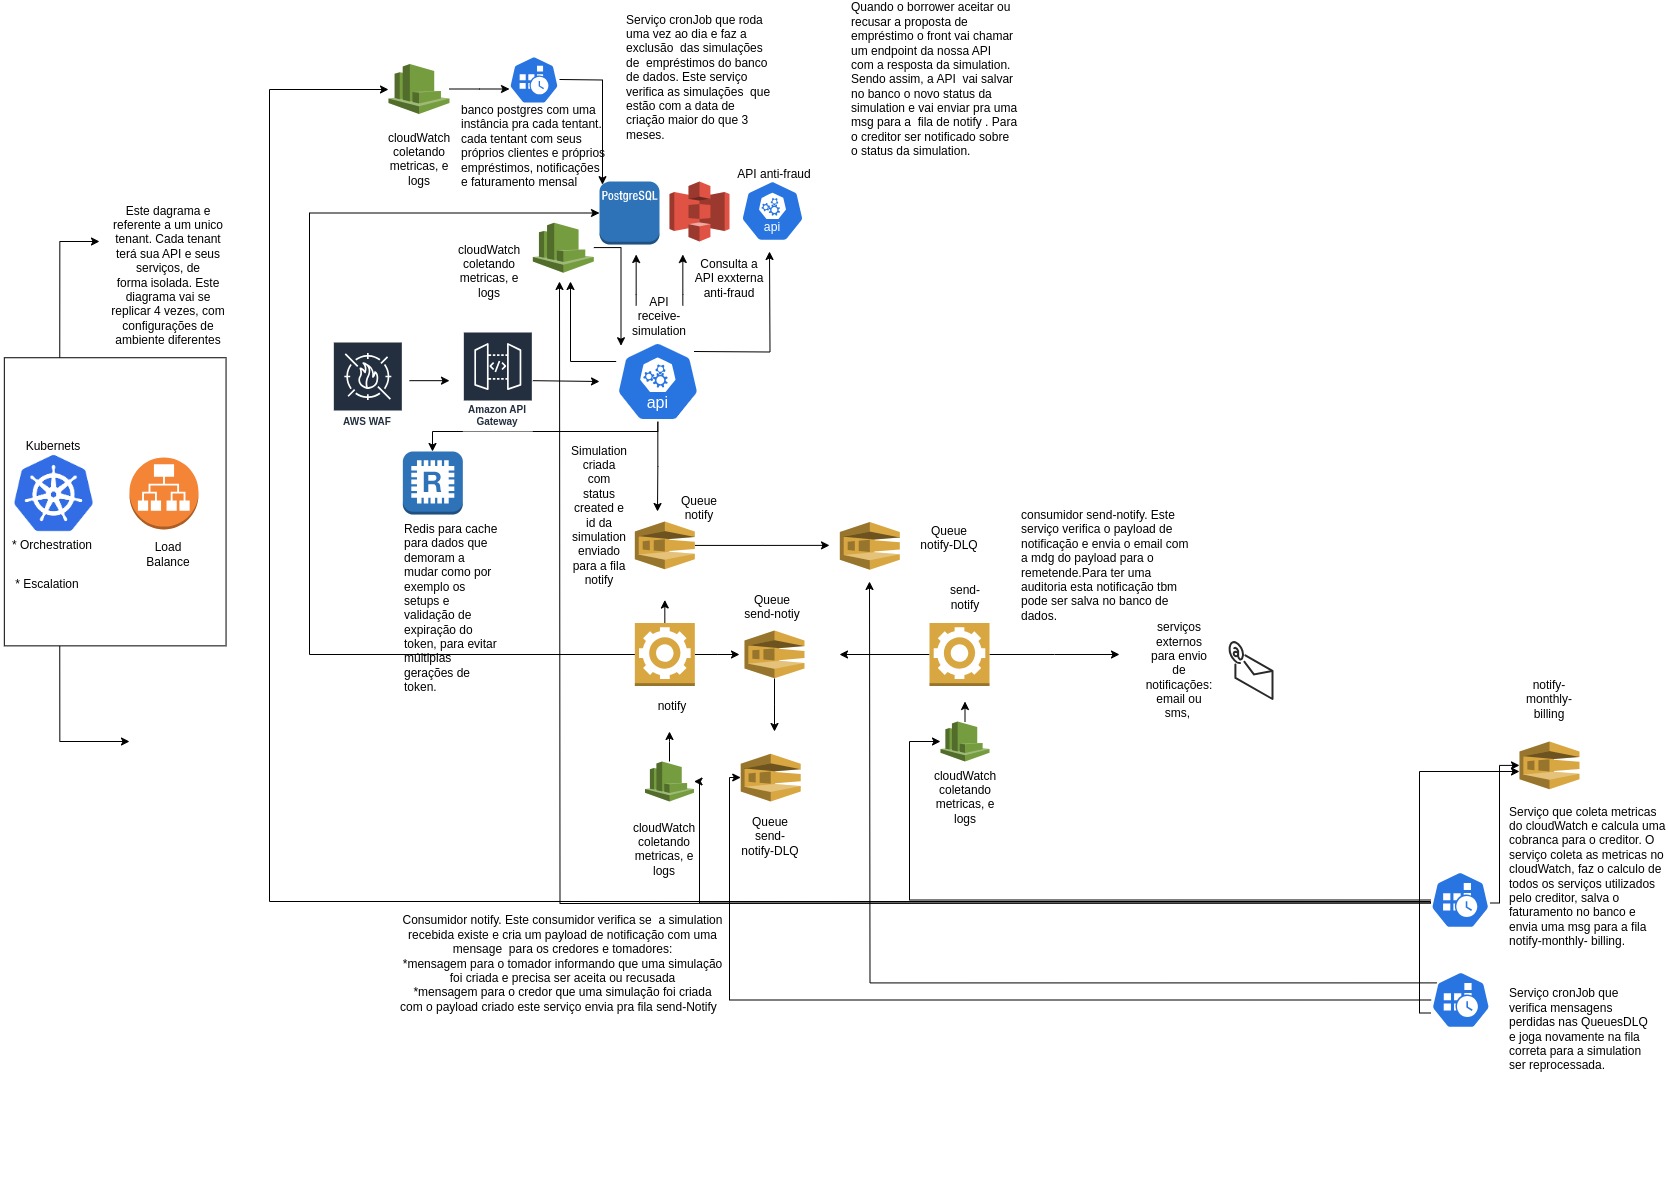 Quando o borrower aceitar ou
recusar a proposta de
empréstimo o front vai chamar
um endpoint da nossa API
com a resposta da simulation.
Sendo assim, a API  vai salvar
no banco o novo status da
simulation e vai enviar pra uma
msg para a  fila de notify . Para
o creditor ser notificado sobre
o status da simulation.
Serviço cronJob que roda
uma vez ao dia e faz a
exclusão  das simulações
de  empréstimos do banco
de dados. Este serviço
verifica as simulações  que
estão com a data de
criação maior do que 3
meses.
cloudWatch
coletando
metricas, e
logs
banco postgres com uma
instância pra cada tentant.
cada tentant com seus
próprios clientes e próprios
empréstimos, notificações
e faturamento mensal
PostgreSQL
API anti-fraud
api
Este dagrama e
referente a um unico
tenant. Cada tenant
terá sua API e seus
serviços, de
forma isolada. Este
diagrama vai se
replicar 4 vezes, com
configurações de
ambiente diferentes
cloudWatch
coletando
metricas, e
logs
Consulta a
API exxterna
anti-fraud
API
receive-
simulation
api
AWS WAF
Amazon API
Gateway
Kubernets
* Orchestration
* Escalation
Load
Balance
R
Redis para cache
para dados que
demoram a
mudar como por
exemplo os
setups e
validação de
expiração do
token, para evitar
múltiplas
gerações de
token.
Simulation
criada
com
status
created e
id da
simulation
enviado
para a fila
notify
Queue
notify
Queue
notify-DLQ
consumidor send-notify. Este
serviço verifica o payload de
notificação e envia o email com
a mdg do payload para o
remetende.Para ter uma
auditoria esta notificação tbm
pode ser salva no banco de
dados.
Queue
send-notiy
send-
notify
notify
serviços
externos
para envio
de
notificações:
email ou
sms,
@
cloudWatch
coletando
metricas, e
logs
Queue
send-
notify-DLQ
cloudWatch
coletando
metricas, e
logs
notify-
monthly-
billing
Serviço que coleta metricas
do cloudWatch e calcula uma
cobranca para o creditor. O
serviço coleta as metricas no
cloudWatch, faz o calculo de
todos os serviços utilizados
pelo creditor, salva o
faturamento no banco e
envia uma msg para a fila
notify-monthly- billing.
Consumidor notify. Este consumidor verifica se  a simulation
recebida existe e cria um payload de notificação com uma
mensage  para os credores e tomadores:
*mensagem para o tomador informando que uma simulação
foi criada e precisa ser aceita ou recusada
*mensagem para o credor que uma simulação foi criada
com o payload criado este serviço envia pra fila send-Notify
Serviço cronJob que
verifica mensagens
perdidas nas QueuesDLQ
e joga novamente na fila
correta para a simulation
ser reprocessada.